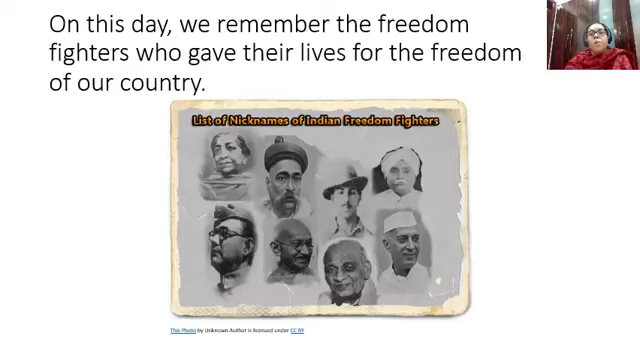 On this day, we remember the freedom
fighters who gave their lives for the freedom
of our country.
List of Nicknames of Indian Freedom Fighters
This Photo by Unknown Author is licensed under CC BY